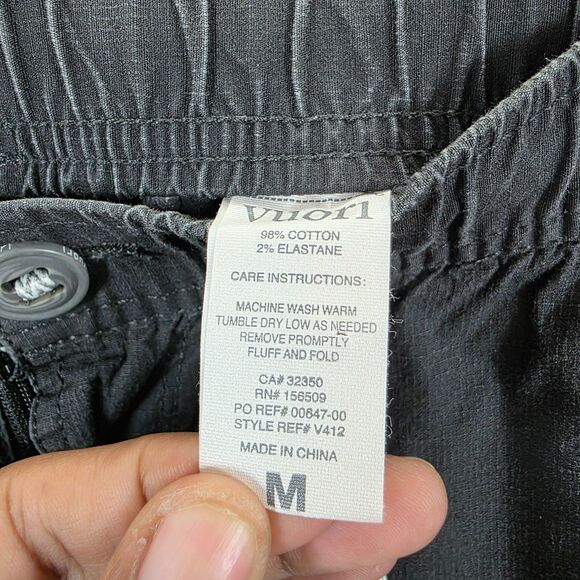 vuori
98% COTTON
2% ELASTANE
CARE INSTRUCTIONS:
MACHINE WASH WARM
TUMBLE DRY LOW AS NEEDED
REMOVE PROMPTLY
FLUFF AND FOLD
CA# 32350
RN# 156509
PO REF# 00647-00
STYLE REF# V412
MADE IN CHINA
M